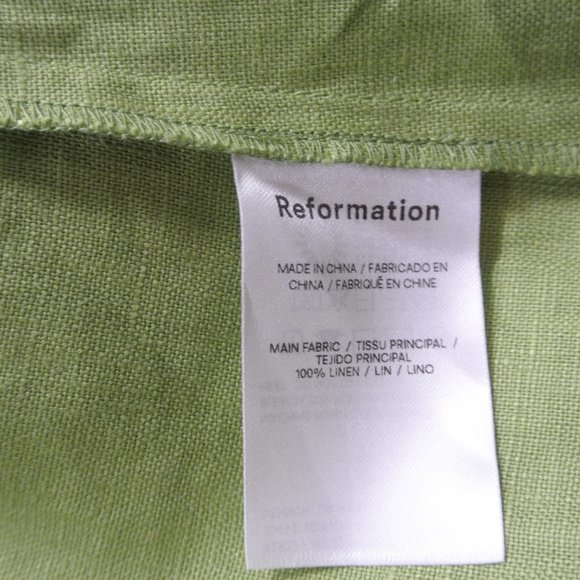 Reformation
MADE IN CHINA / FABRICADO EN
CHINA / FABRIQUÉ EN CHINE
MAIN FABRIC / TISSU PRINCIPAL /
TEJIDO PRINCIPAL
100% LINEN / LIN / LINO